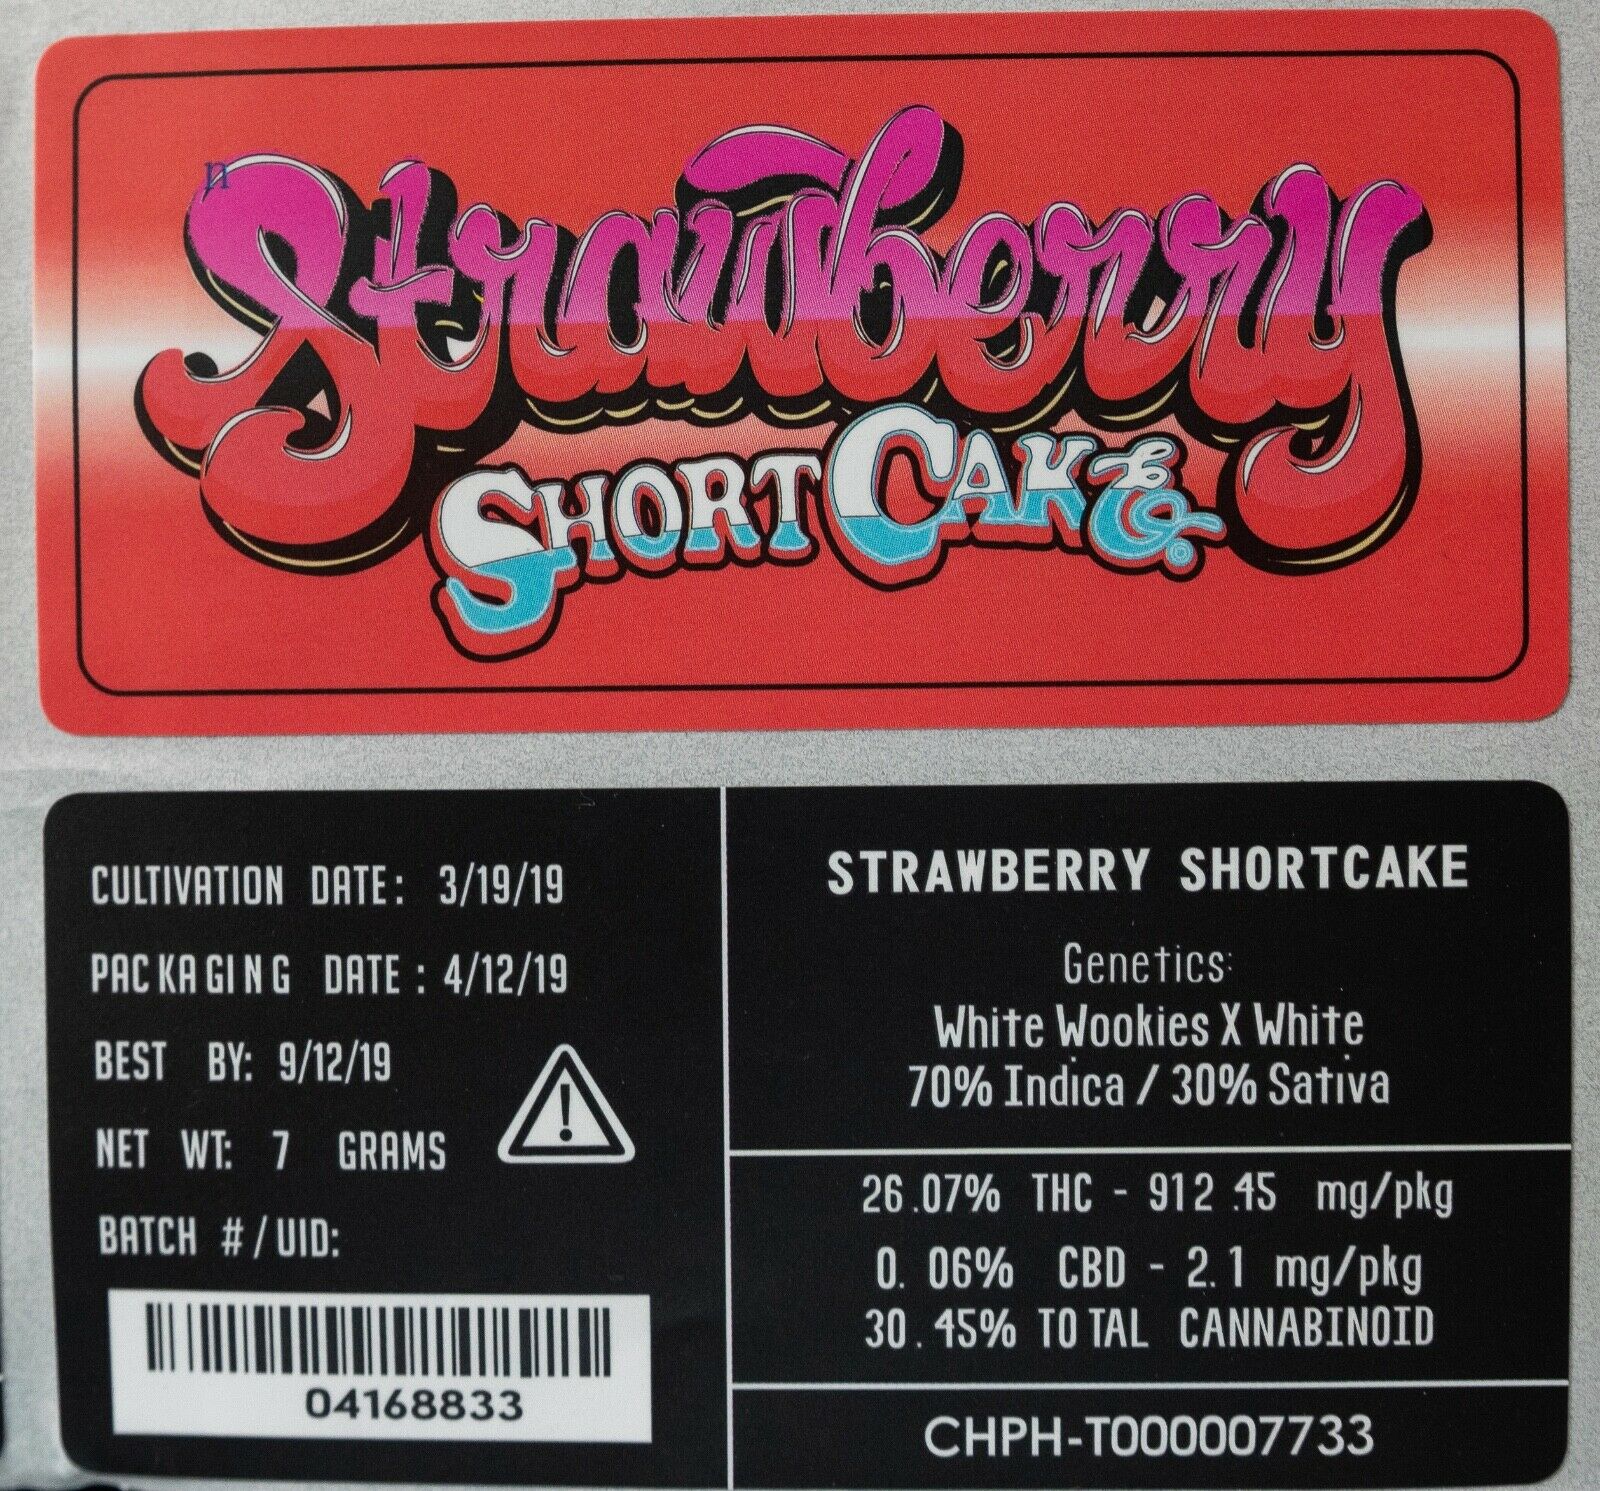 n
Strawberry
SHORTCAKE
CULTIVATION DATE: 3/19/19
PACKAGING DATE: 4/12/19
BEST BY: 9/12/19
NET WT: 7 GRAMS
BATCH #/UID:
04168833
STRAWBERRY SHORTCAKE
Genetics:
White Wookies X White
70% Indica / 30% Sativa
26.07% THC - 912.45 mg/pkg
0.06% CBD - 2.1 mg/pkg
30.45% TOTAL CANNABINOID
CHPH-T000007733